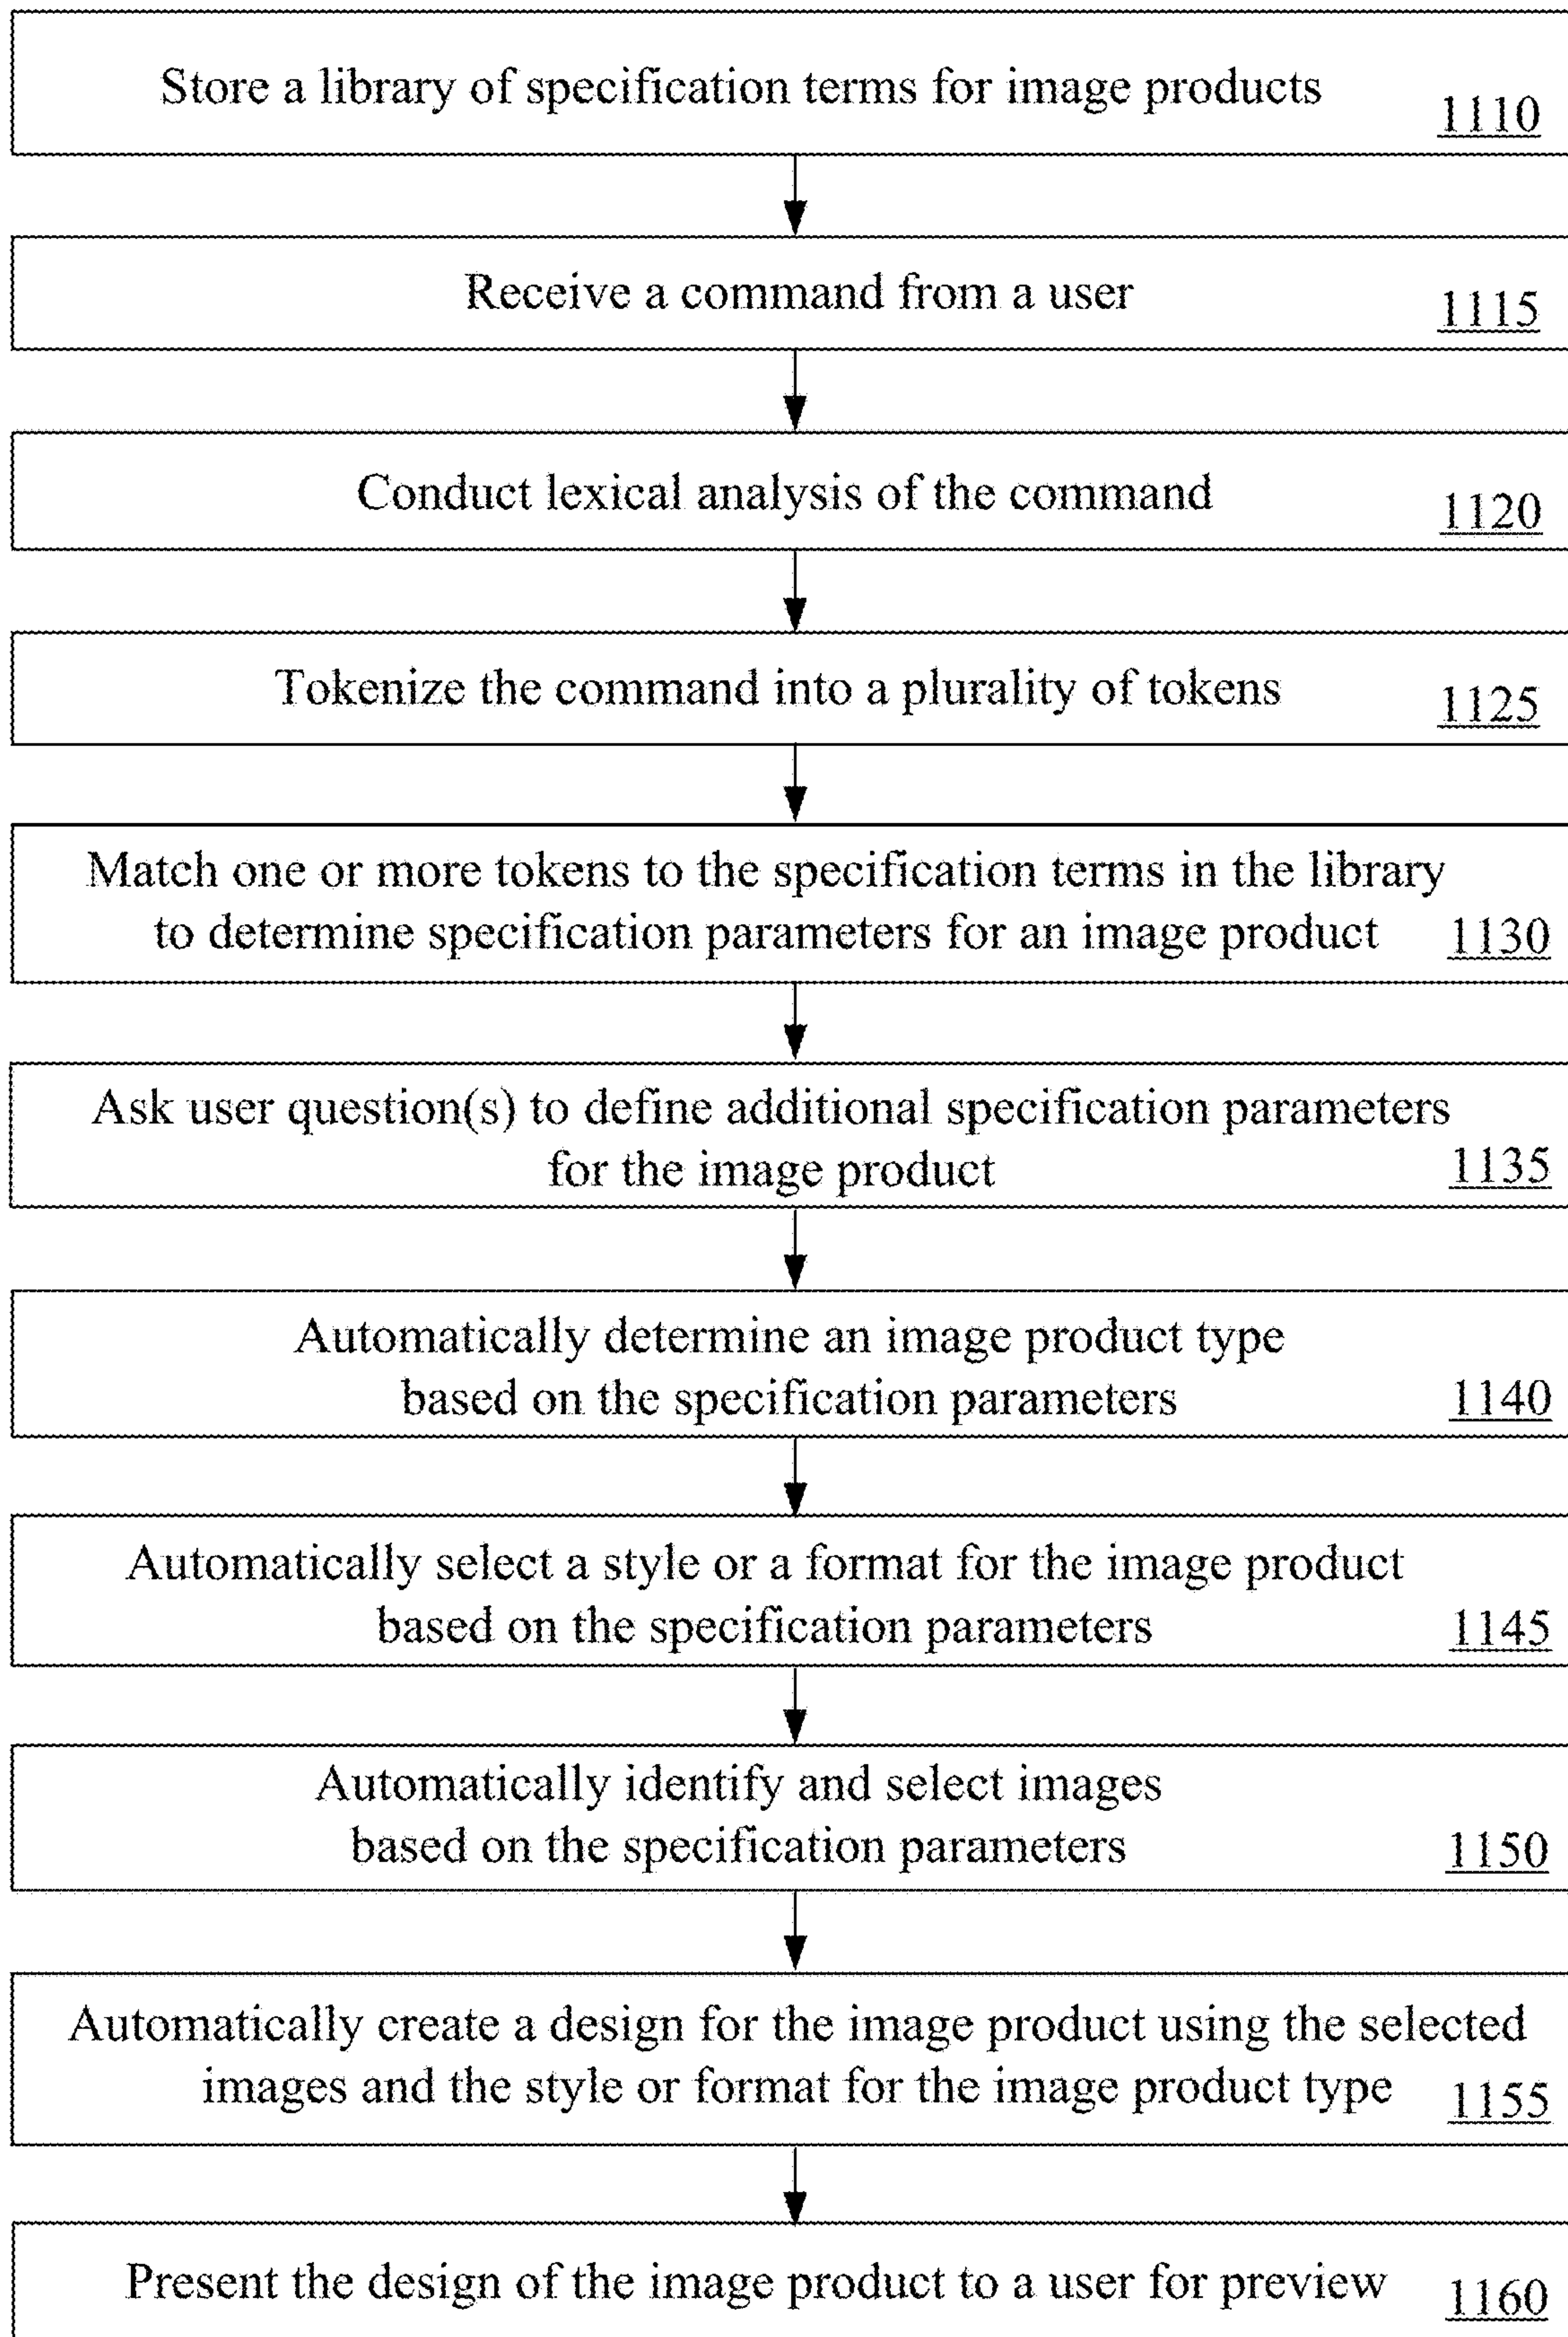 Store a library of specification terms for image products
1110
Receive a command from a user
1115
Conduct lexical analysis of the command
1120
Tokenize the command into a plurality of tokens
1125
Match one or more tokens to the specification terms in the library
to determine specification parameters for an image product
1130
Ask user question(s) to define additional specification parameters
for the image product
1135
Automatically determine an image product type
based on the specification parameters
1140
Automatically select a style or a format for the image product
based on the specification parameters
1145
Automatically identify and select images
based on the specification parameters
1150
Automatically create a design for the image product using the selected
images and the style or format for the image product type
1155
Present the design of the image product to a user for preview
1160